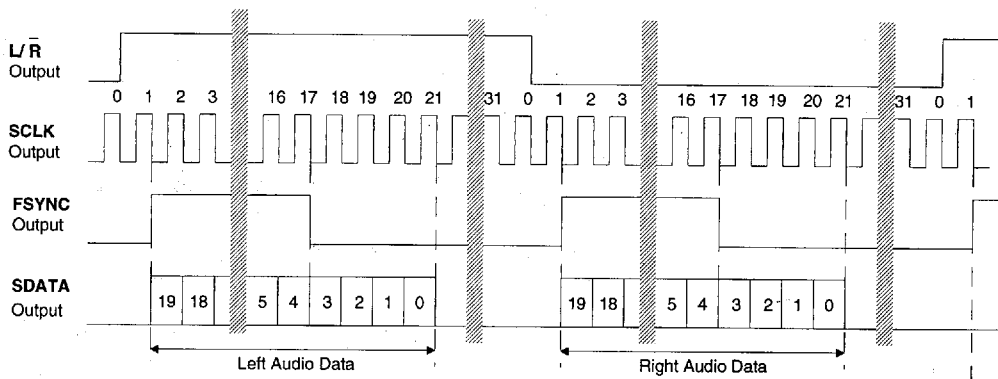 L/R̅
Output
0 1 2 3 16 17 18 19 20 21 31 0 1 2 3 16 17 18 19 20 21 31 0 1
SCLK
Output
FSYNC
Output
SDATA
Output
19 18 5 4 3 2 1 0 19 18 5 4 3 2 1 0
Left Audio Data Right Audio Data